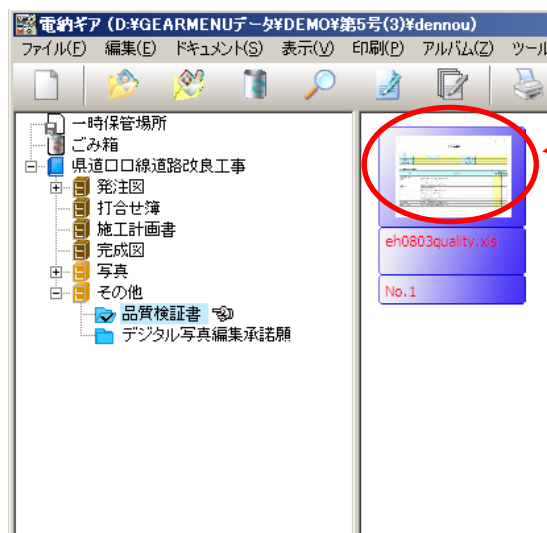 電納ギア (D:¥GEARMENUデータ¥DEMO¥第5号(3)¥dennou)
ファイル(F) 編集(E) ドキュメント(S) 表示(V) 印刷(P) アルバム(Z) ツール
一時保管場所
ごみ箱
県道口口線道路改良工事
発注図
打合せ簿
施工計画書
完成図
写真
その他
品質検証書
デジタル写真編集承諾願
eh0803quality.xls
No.1